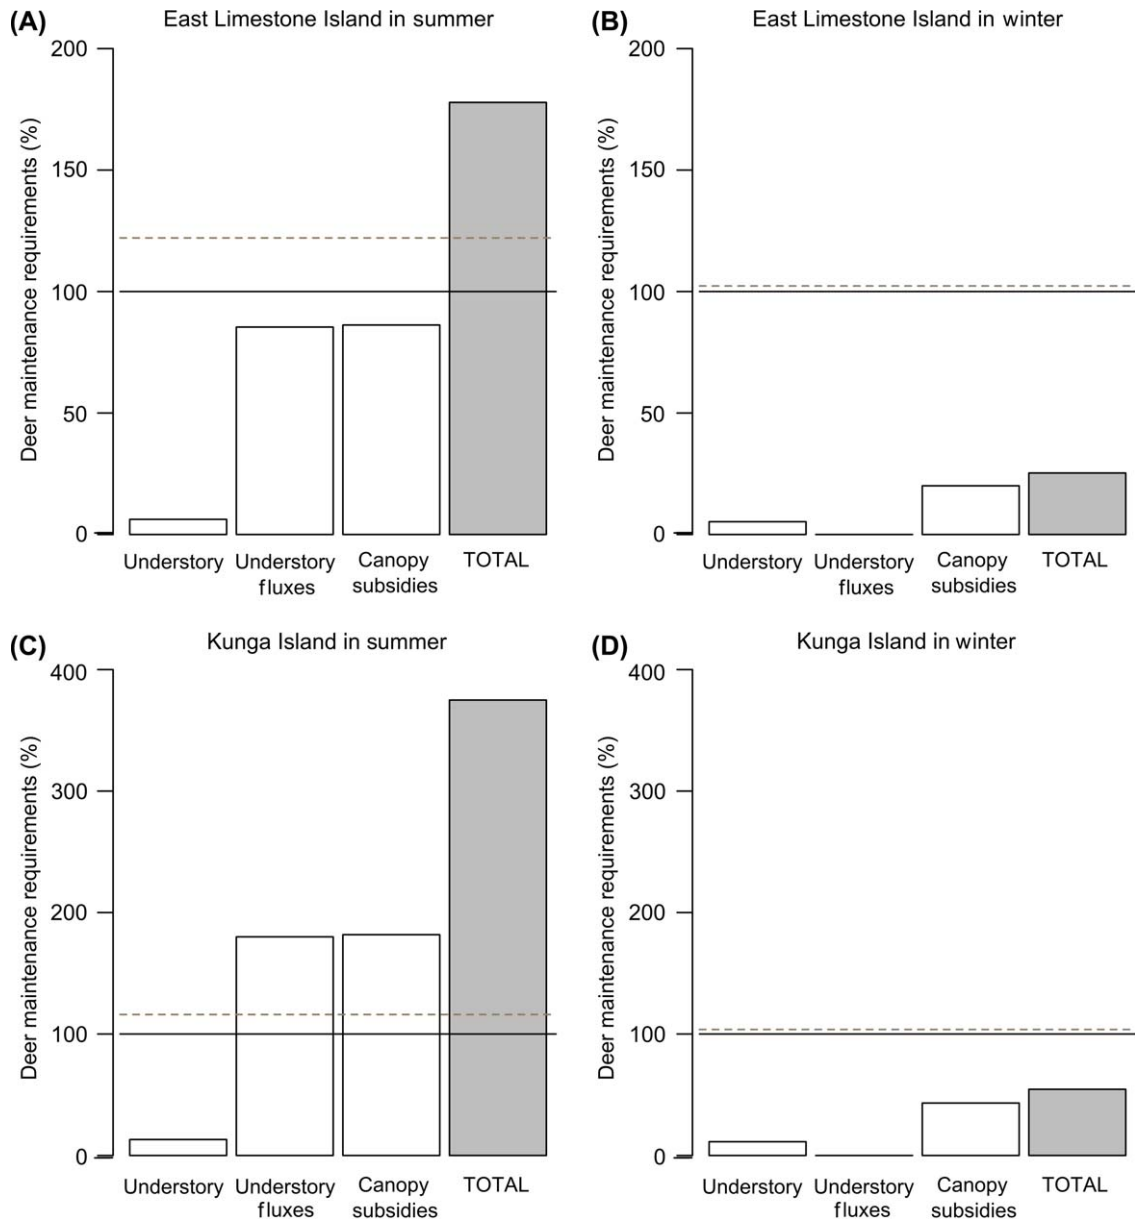 (A)
East Limestone Island in summer
Deer maintenance requirements (%)
200
150
100
50
0
Understory
Understory
fluxes
Canopy
subsidies
TOTAL
(B)
East Limestone Island in winter
Deer maintenance requirements (%)
200
150
100
50
0
Understory
Understory
fluxes
Canopy
subsidies
TOTAL
(C)
Kunga Island in summer
Deer maintenance requirements (%)
400
300
200
100
0
Understory
Understory
fluxes
Canopy
subsidies
TOTAL
(D)
Kunga Island in winter
Deer maintenance requirements (%)
400
300
200
100
0
Understory
Understory
fluxes
Canopy
subsidies
TOTAL